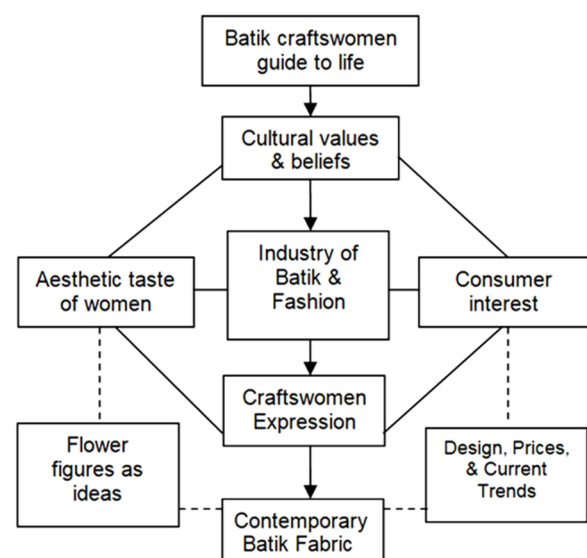 Batik craftswomen
guide to life
Cultural values
& beliefs
Aesthetic taste
of women
Industry of
Batik &
Fashion
Consumer
interest
Craftswomen
Expression
Flower
figures as
ideas
Design, Prices,
& Current
Trends
Contemporary
Batik Fabric